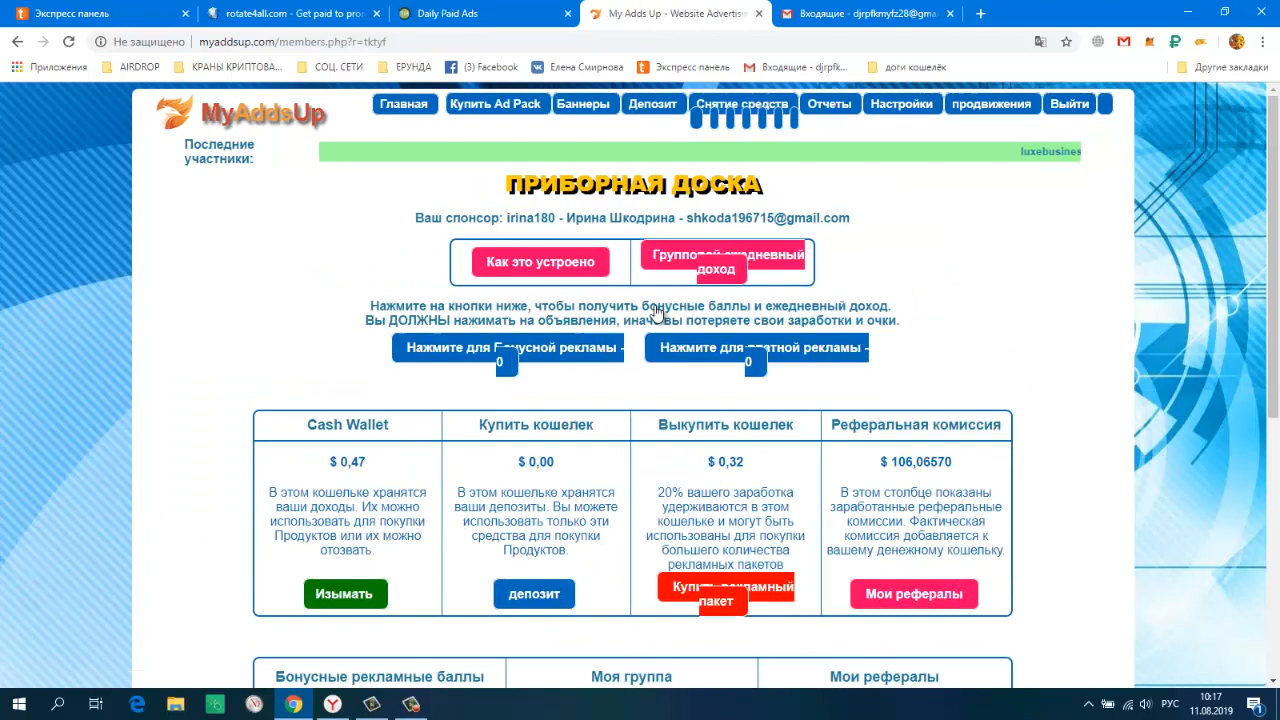 Экспресс панель
rotate4all.com - Get paid to pro
Daily Paid Ads
My Adds Up - Website Advertisi
Входящие - djrpfkmyfz28@gma
Не защищено
myaddsup.com/members.php?r=tktyf
Приложения
AIRDROP
КРАНЫ КРИПТОВА...
СОЦ. СЕТИ
ЕРУНДА
(3) Facebook
Елена Смирнова
Экспресс панель
Входящие - djrpfk...
доги кошелёк
Другие закладки
MyAddsUp
Главная
Купить Ad Pack
Баннеры
Депозит
Снятие средств
Отчеты
Настройки
продвижения
Выйти
Последние
участники:
luxebusines
ПРИБОРНАЯ ДОСКА
Ваш спонсор: irina180 - Ирина Шкодрина - shkoda196715@gmail.com
Как это устроено
Групповой ежедневный
доход
Нажмите на кнопки ниже, чтобы получить бонусные баллы и ежедневный доход.
Вы ДОЛЖНЫ нажимать на объявления, иначе вы потеряете свои заработки и очки.
Нажмите для Бонусной рекламы -
0
Нажмите для платной рекламы -
0
Cash Wallet
Купить кошелек
Выкупить кошелек
Реферальная комиссия
$ 0,47
$ 0,00
$ 0,32
$ 106,06570
В этом кошельке хранятся
ваши доходы. Их можно
использовать для покупки
Продуктов или их можно
отозвать.
В этом кошельке хранятся
ваши депозиты. Вы можете
использовать только эти
средства для покупки
Продуктов.
20% вашего заработка
удерживаются в этом
кошельке и могут быть
использованы для покупки
большего количества
рекламных пакетов
В этом столбце показаны
заработанные реферальные
комиссии. Фактическая
комиссия добавляется к
вашему денежному кошельку.
Изымать
депозит
Купить рекламный
пакет
Мои рефералы
Бонусные рекламные баллы
Моя группа
Мои рефералы
РУС
10:17
11.08.2019
1